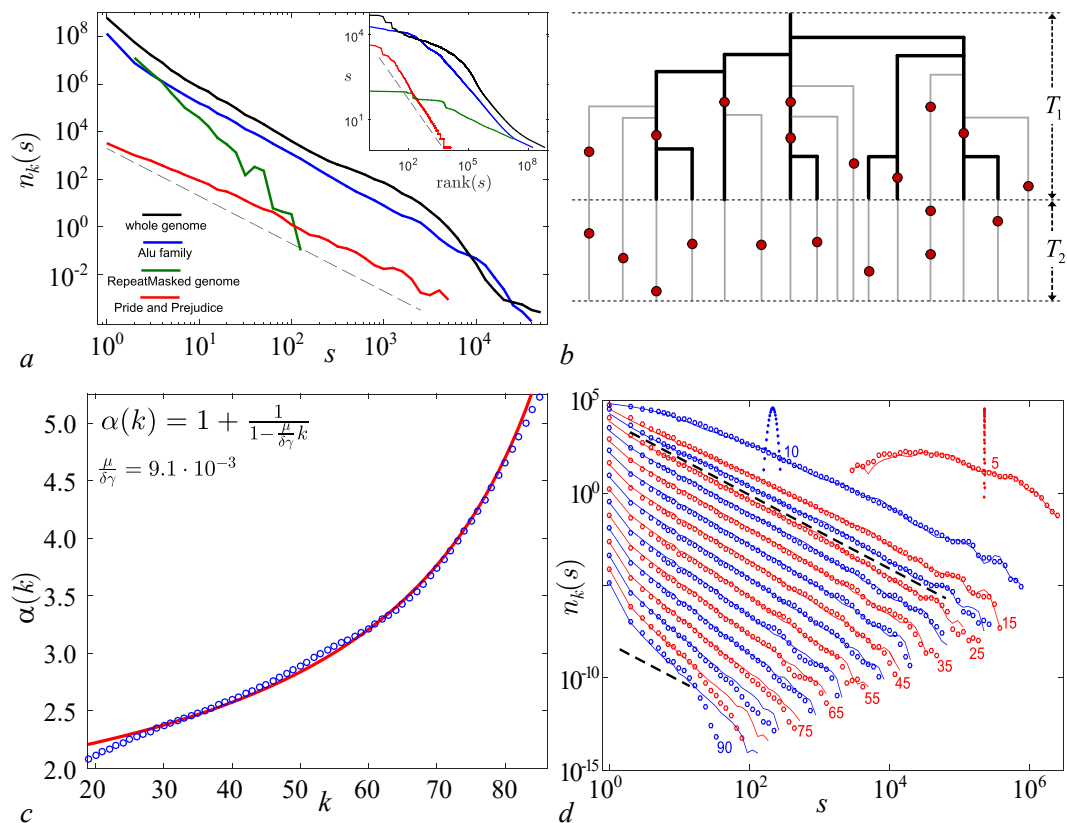 10^8
10^6
10^4
10^2
10^0
10^-2
n_k(s)
10^0
10^1
10^2
10^3
10^4
s
whole genome
Alu family
RepeatMasked genome
Pride and Prejudice
10^4
s
10^1
10^2
10^5
10^8
rank(s)
a
T_1
T_2
b
α(k) = 1 + 1/(1-(μ/δγ)k)
μ/δγ = 9.1 · 10^-3
5.0
4.5
4.0
3.5
3.0
2.5
2.0
α(k)
20
30
40
50
60
70
80
k
c
10^5
10^0
10^-5
10^-10
10^-15
n_k(s)
10
5
15
25
35
45
55
65
75
90
10^0
10^2
10^4
10^6
s
d